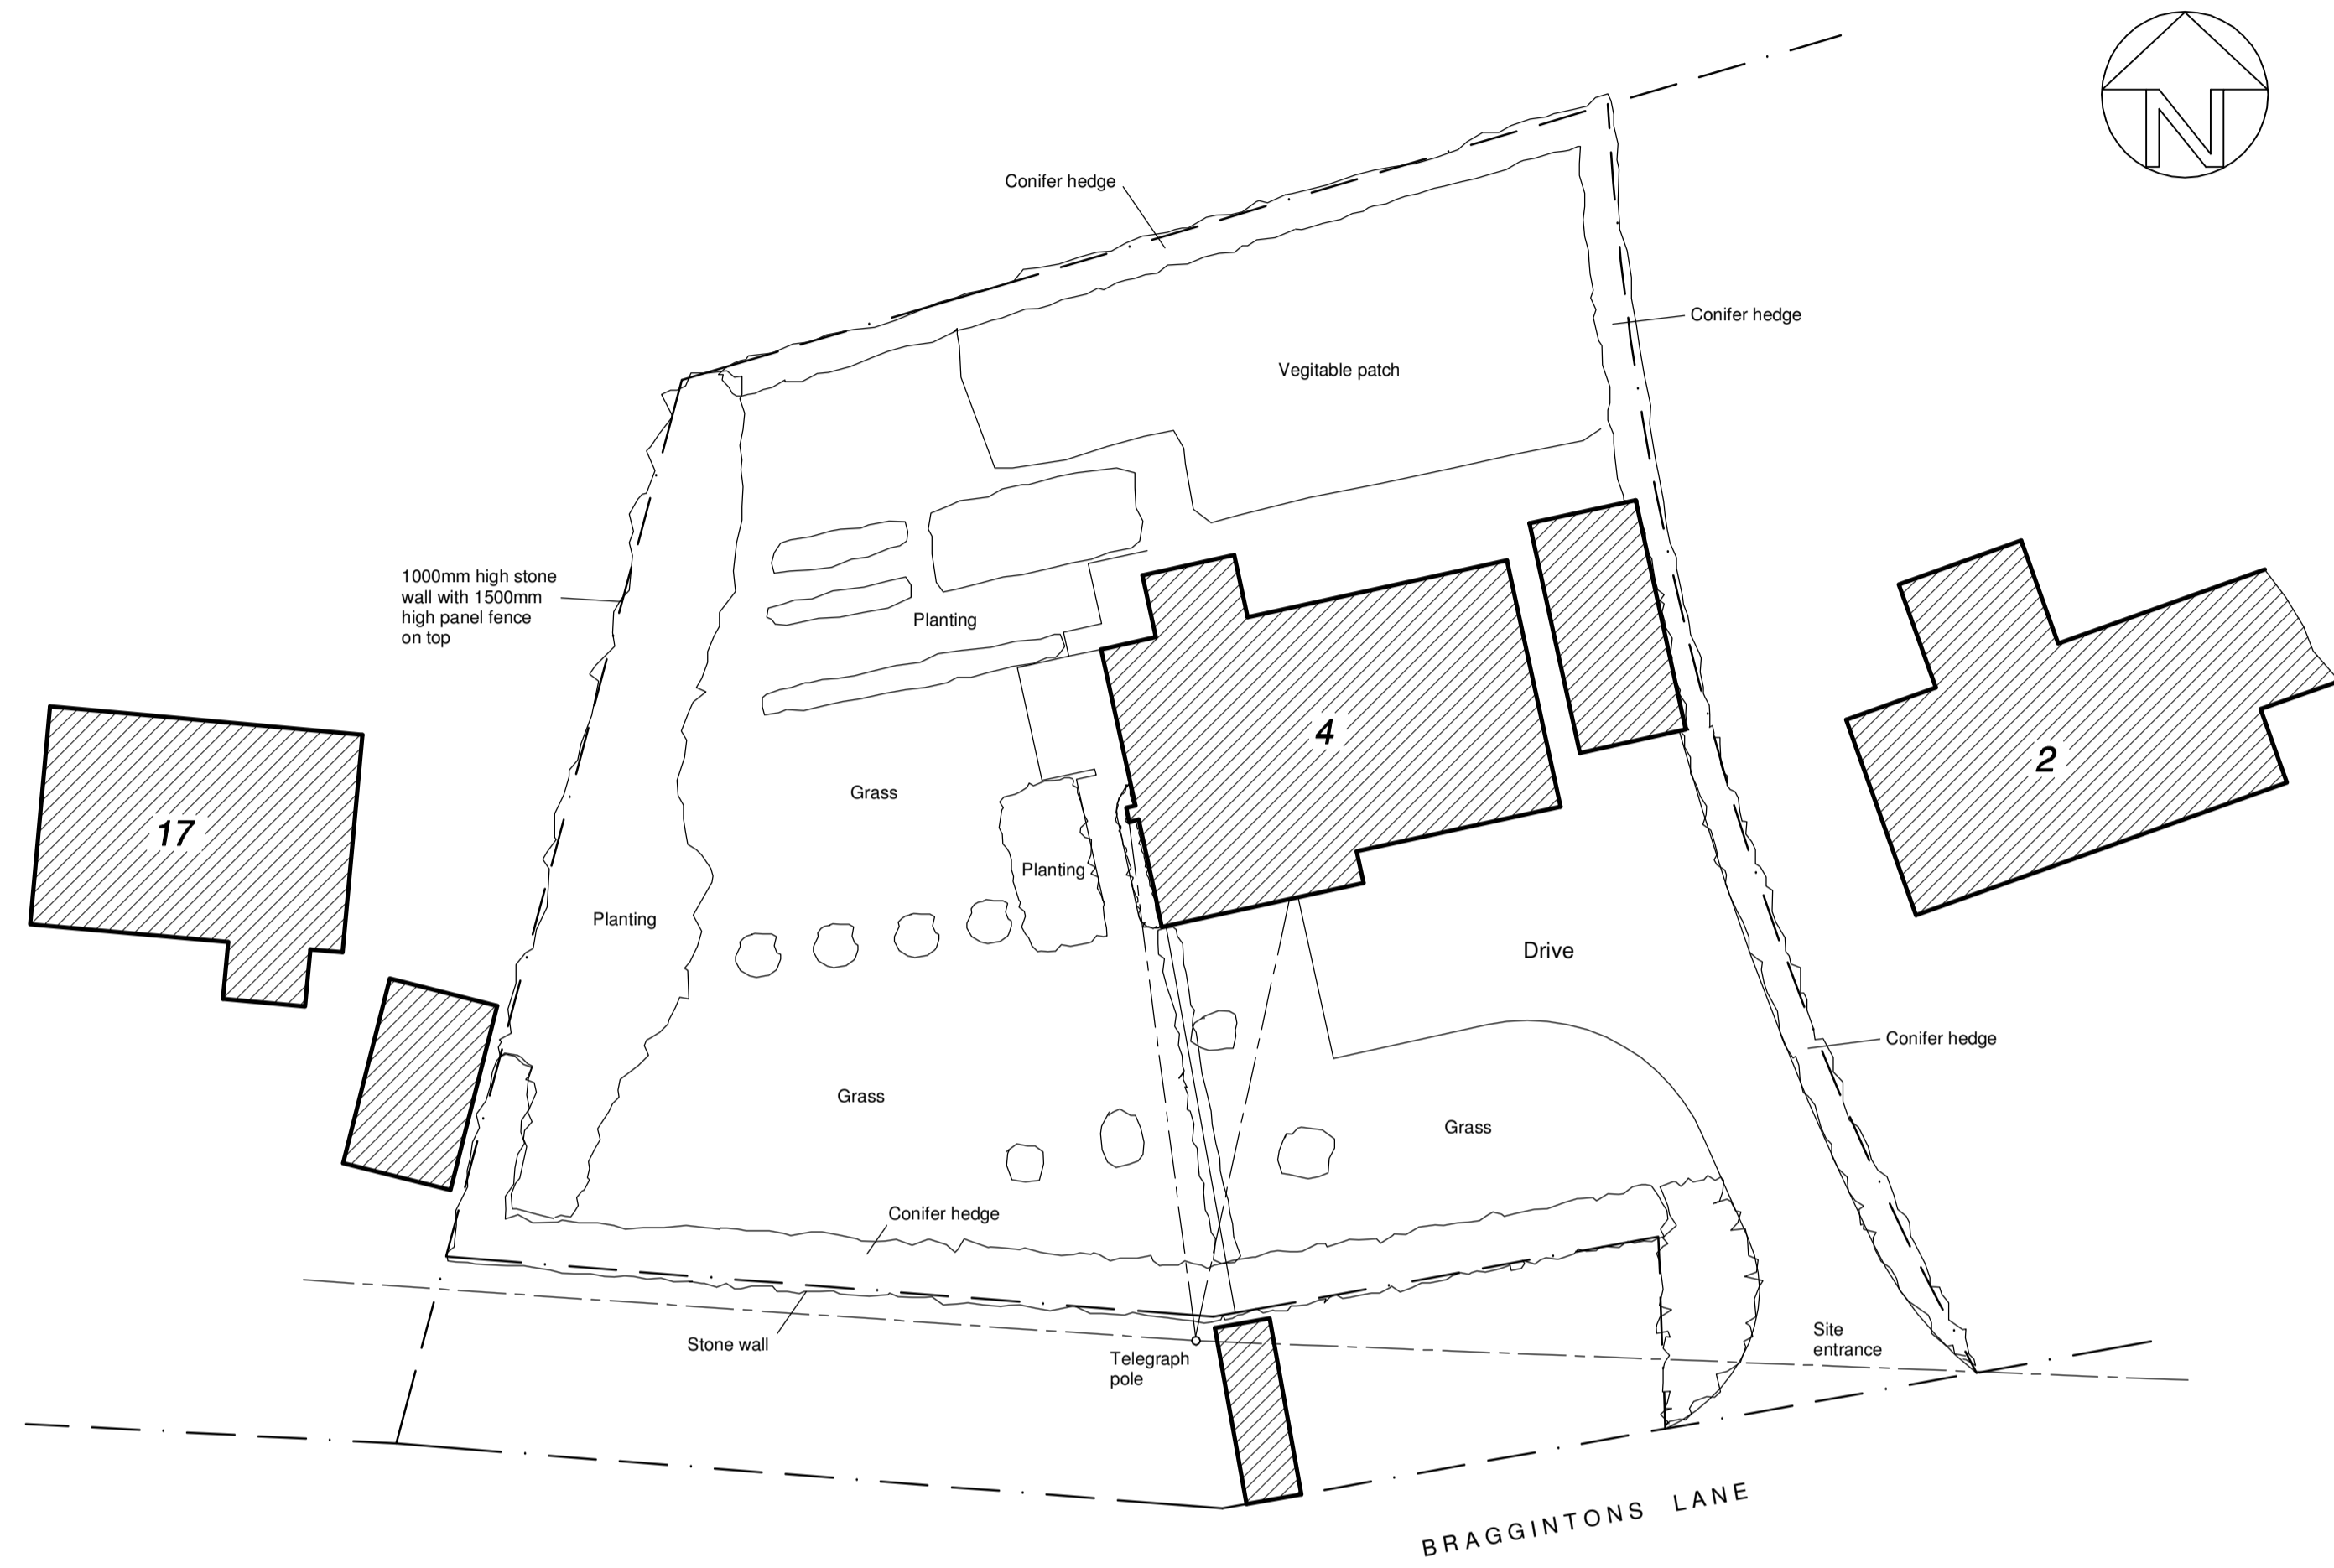 N
Conifer hedge
Conifer hedge
Vegitable patch
1000mm high stone
wall with 1500mm
high panel fence
on top
Planting
4
2
17
Grass
Planting
Planting
Drive
Conifer hedge
Grass
Grass
Conifer hedge
Stone wall
Telegraph
pole
Site
entrance
BRAGGINTONS LANE